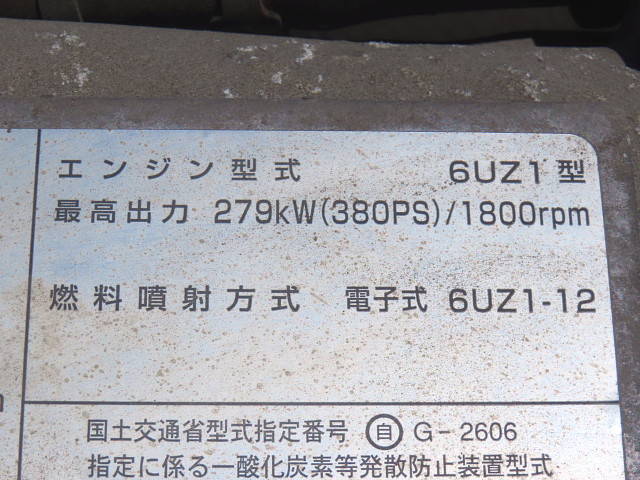 エンジン型式 6UZ1型
最高出力 279kW(380PS)/1800rpm
燃料噴射方式 電子式 6UZ1-12
国土交通省型式指定番号 自 G-2606
指定に係る一酸化炭素等発散防止装置型式